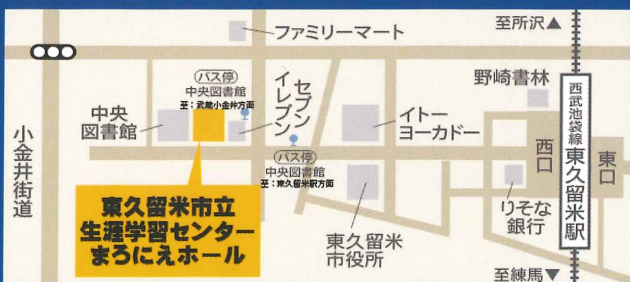 至所沢▲
ファミリーマート
バス停
中央図書館
至：武蔵小金井方面
セブン
イレブン
野崎書林
中央
図書館
イトー
ヨーカドー
小金井街道
バス停
中央図書館
至：東久留米駅方面
西口
西武池袋線
東久留米駅
東口
東久留米市立
生涯学習センター
まろにえホール
東久留米
市役所
りそな
銀行
至練馬▼